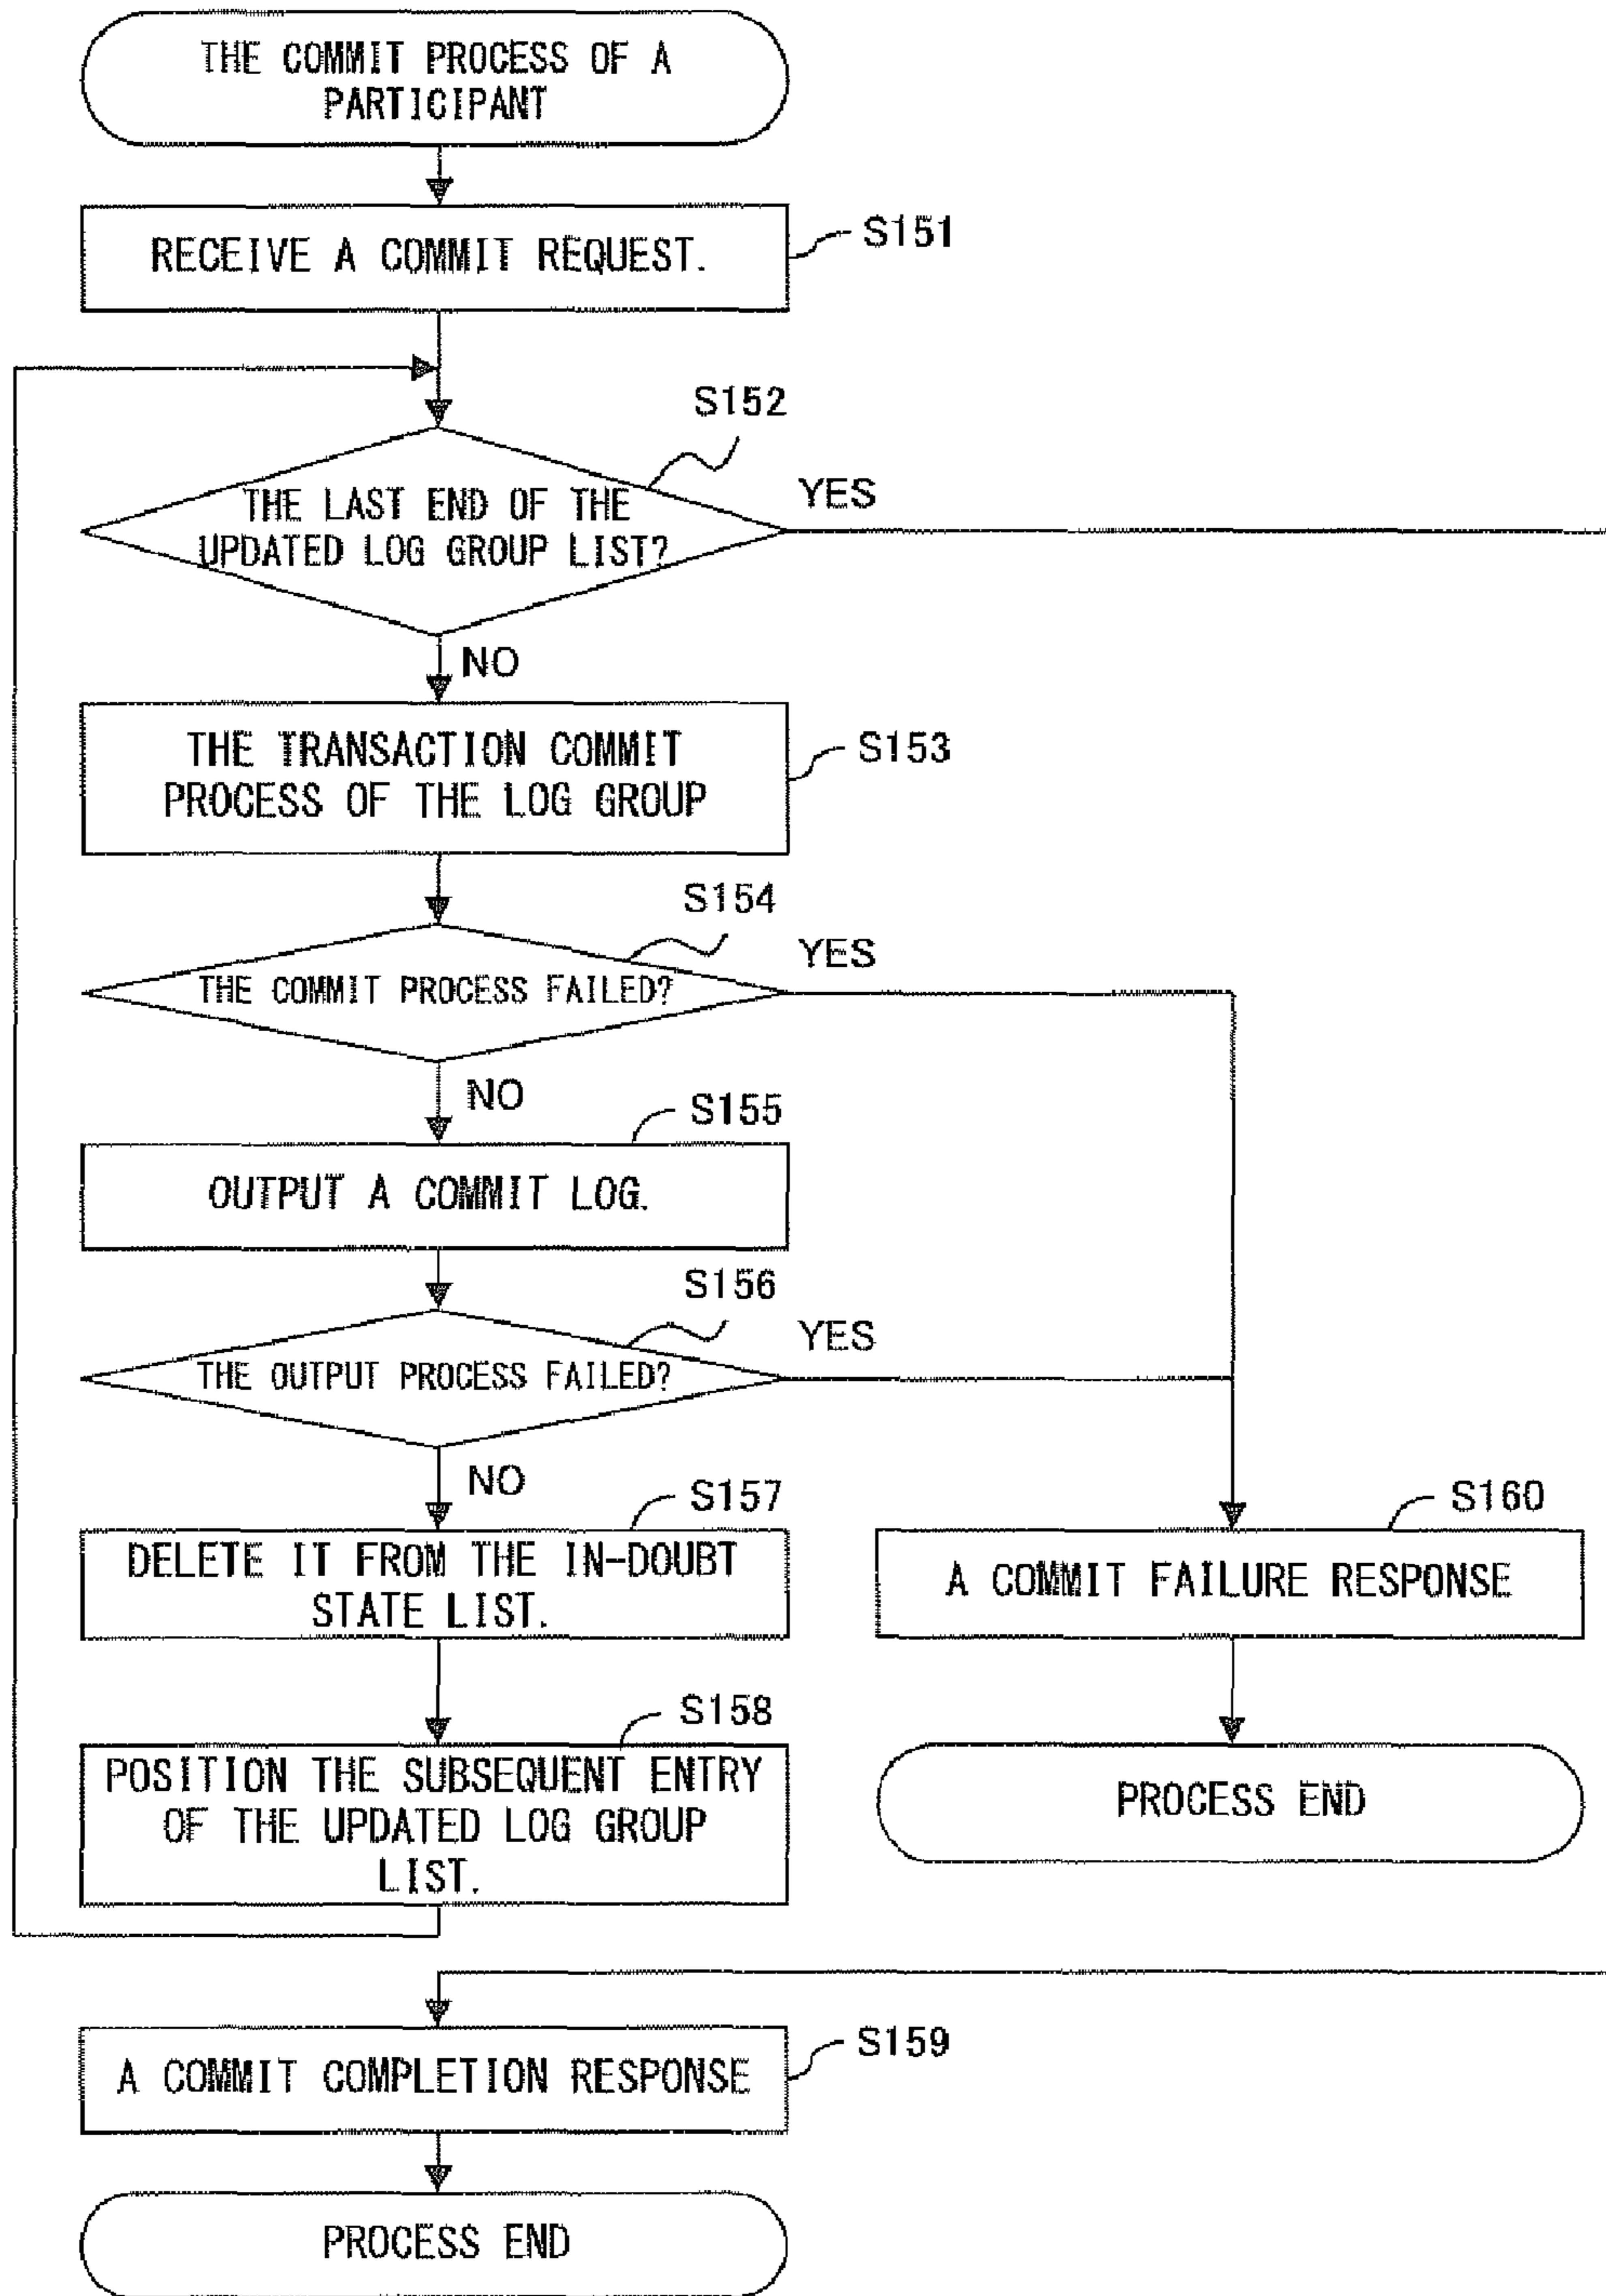 THE COMMIT PROCESS OF A
PARTICIPANT
RECEIVE A COMMIT REQUEST.
S151
S152
THE LAST END OF THE
UPDATED LOG GROUP LIST?
YES
NO
THE TRANSACTION COMMIT
PROCESS OF THE LOG GROUP
S153
S154
THE COMMIT PROCESS FAILED?
YES
NO
S155
OUTPUT A COMMIT LOG.
S156
THE OUTPUT PROCESS FAILED?
YES
NO
S157
DELETE IT FROM THE IN-DOUBT
STATE LIST.
S160
A COMMIT FAILURE RESPONSE
S158
POSITION THE SUBSEQUENT ENTRY
OF THE UPDATED LOG GROUP
LIST.
PROCESS END
A COMMIT COMPLETION RESPONSE
S159
PROCESS END